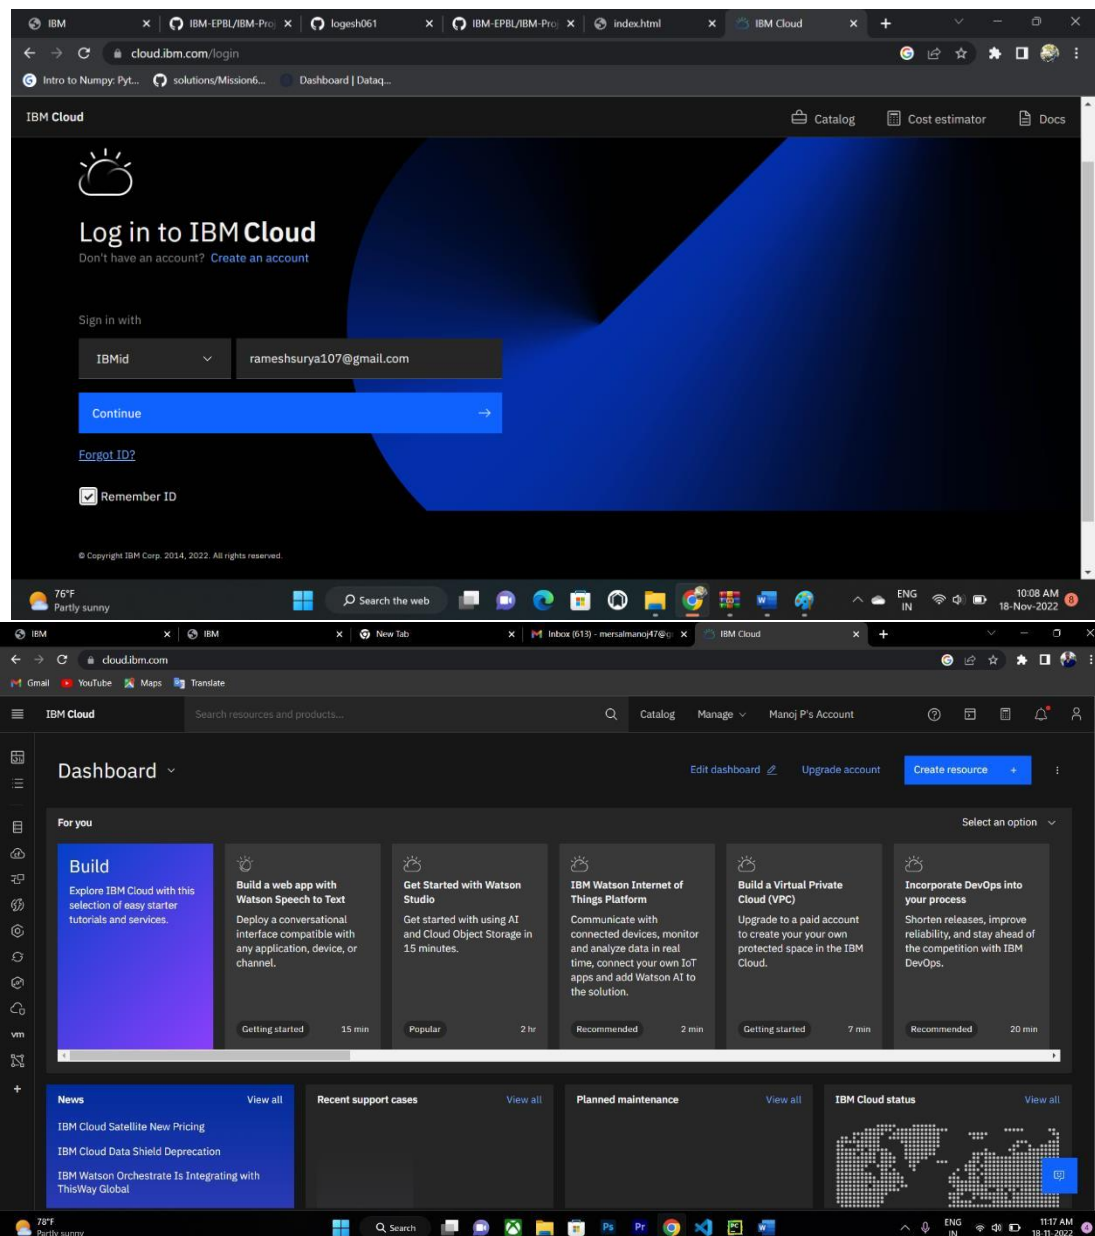 IBM
IBM-EPBL/IBM-Proj
logesh061
IBM-EPBL/IBM-Proj
index.html
IBM Cloud
cloud.ibm.com/login
Intro to Numpy: Pyt...
solutions/Mission6...
Dashboard | Dataq...
IBM Cloud
Catalog
Cost estimator
Docs
Log in to IBM Cloud
Don't have an account? Create an account
Sign in with
IBMid
rameshsurya107@gmail.com
Continue
Forgot ID?
Remember ID
© Copyright IBM Corp. 2014, 2022. All rights reserved.
76°F
Partly sunny
Search the web
ENG
IN
10:08 AM
18-Nov-2022
8
IBM
IBM
New Tab
Inbox (613) - mersalmanoj47@g
IBM Cloud
cloud.ibm.com
Gmail
YouTube
Maps
Translate
IBM Cloud
Search resources and products...
Catalog
Manage
Manoj P's Account
Dashboard
Edit dashboard
Upgrade account
Create resource +
For you
Select an option
Build
Explore IBM Cloud with this
selection of easy starter
tutorials and services.
Build a web app with
Watson Speech to Text
Deploy a conversational
interface compatible with
any application, device, or
channel.
Getting started 15 min
Get Started with Watson
Studio
Get started with using AI
and Cloud Object Storage in
15 minutes.
Popular 2 hr
IBM Watson Internet of
Things Platform
Communicate with
connected devices, monitor
and analyze data in real
time, connect your own IoT
apps and add Watson AI to
the solution.
Recommended 2 min
Build a Virtual Private
Cloud (VPC)
Upgrade to a paid account
to create your your own
protected space in the IBM
Cloud.
Getting started 7 min
Incorporate DevOps into
your process
Shorten releases, improve
reliability, and stay ahead of
the competition with IBM
DevOps.
Recommended 20 min
vm
News View all
IBM Cloud Satellite New Pricing
IBM Cloud Data Shield Deprecation
IBM Watson Orchestrate Is Integrating with
ThisWay Global
Recent support cases View all
Planned maintenance View all
IBM Cloud status View all
78°F
Partly sunny
Search
Ps
Pr
ENG
IN
11:17 AM
18-11-2022
4